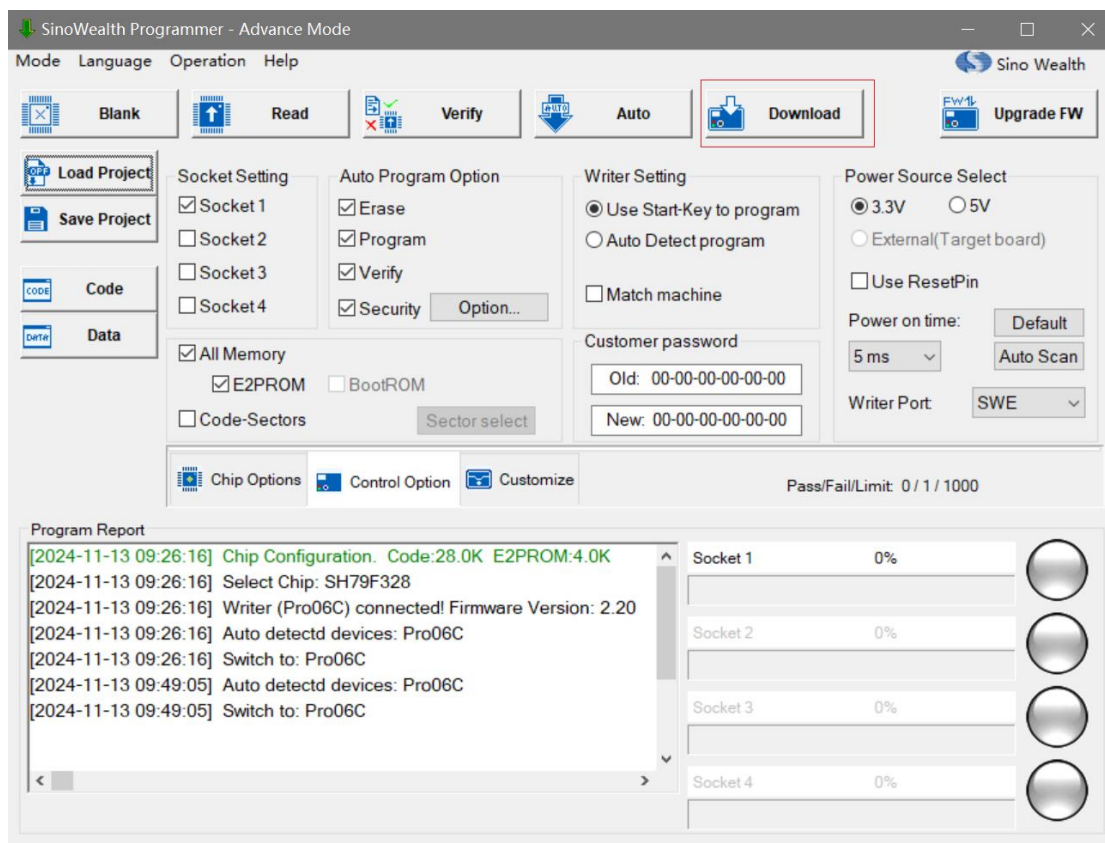 SinoWealth Programmer - Advance Mode
Mode Language Operation Help
Sino Wealth
Blank Read Verify Auto Download Upgrade FW
Load Project
Save Project
Code
Data
Socket Setting
Socket 1
Socket 2
Socket 3
Socket 4
Auto Program Option
Erase
Program
Verify
Security Option...
All Memory
E2PROM BootROM
Code-Sectors Sector select
Writer Setting
Use Start-Key to program
Auto Detect program
Match machine
Customer password
Old: 00-00-00-00-00-00
New: 00-00-00-00-00-00
Power Source Select
3.3V 5V
External(Target board)
Use ResetPin
Power on time: Default
5 ms Auto Scan
Writer Port: SWE
Chip Options Control Option Customize
Pass/Fail/Limit: 0 / 1 / 1000
Program Report
[2024-11-13 09:26:16] Chip Configuration. Code:28.0K E2PROM:4.0K
[2024-11-13 09:26:16] Select Chip: SH79F328
[2024-11-13 09:26:16] Writer (Pro06C) connected! Firmware Version: 2.20
[2024-11-13 09:26:16] Auto detectd devices: Pro06C
[2024-11-13 09:26:16] Switch to: Pro06C
[2024-11-13 09:49:05] Auto detectd devices: Pro06C
[2024-11-13 09:49:05] Switch to: Pro06C
Socket 1 0%
Socket 2 0%
Socket 3 0%
Socket 4 0%